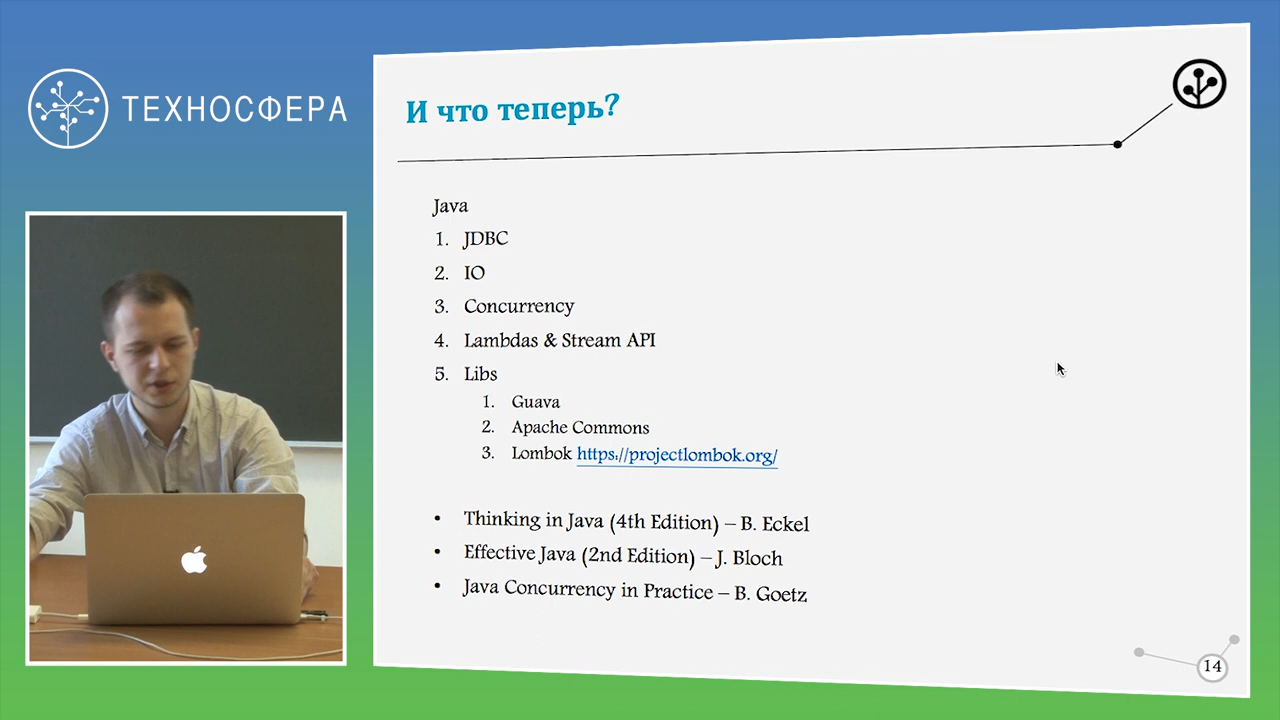 ТЕХНОСФЕРА
И что теперь?
Java
1. JDBC
2. IO
3. Concurrency
4. Lambdas & Stream API
5. Libs
1. Guava
2. Apache Commons
3. Lombok https://projectlombok.org/
• Thinking in Java (4th Edition) – B. Eckel
• Effective Java (2nd Edition) – J. Bloch
• Java Concurrency in Practice – B. Goetz
14